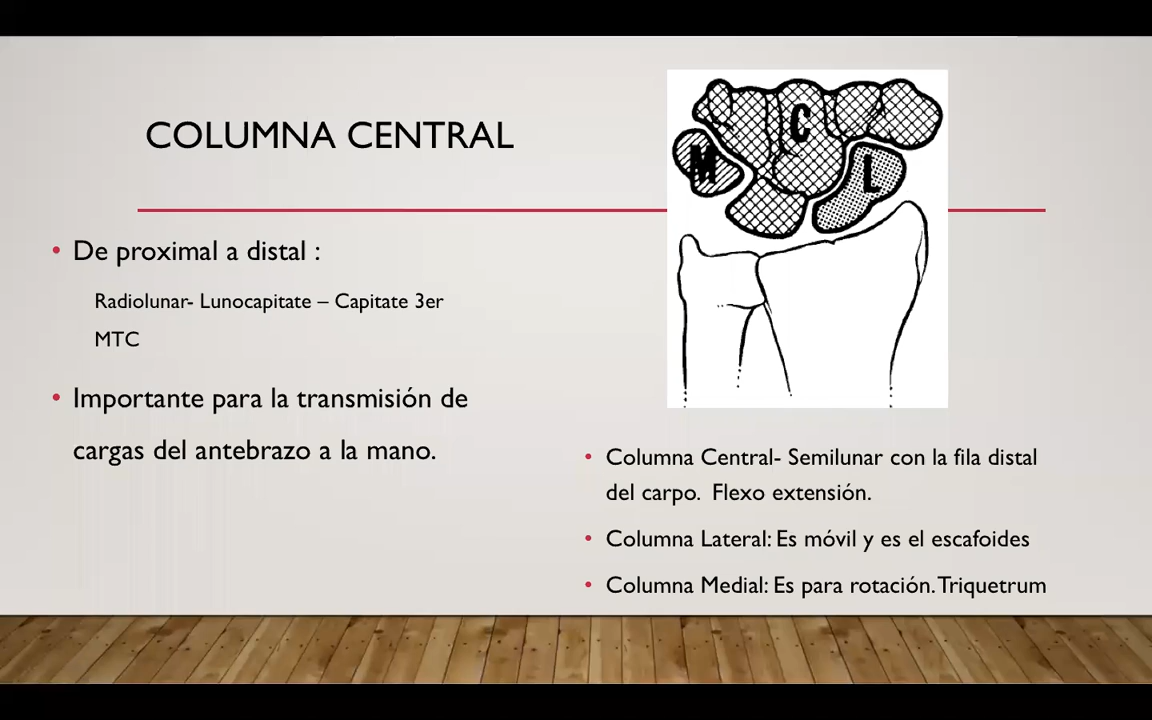 COLUMNA CENTRAL
• De proximal a distal :
Radiolunar- Lunocapitate – Capitate 3er
MTC
• Importante para la transmisión de
cargas del antebrazo a la mano.
C
M
L
• Columna Central- Semilunar con la fila distal
del carpo. Flexo extensión.
• Columna Lateral: Es móvil y es el escafoides
• Columna Medial: Es para rotación. Triquetrum